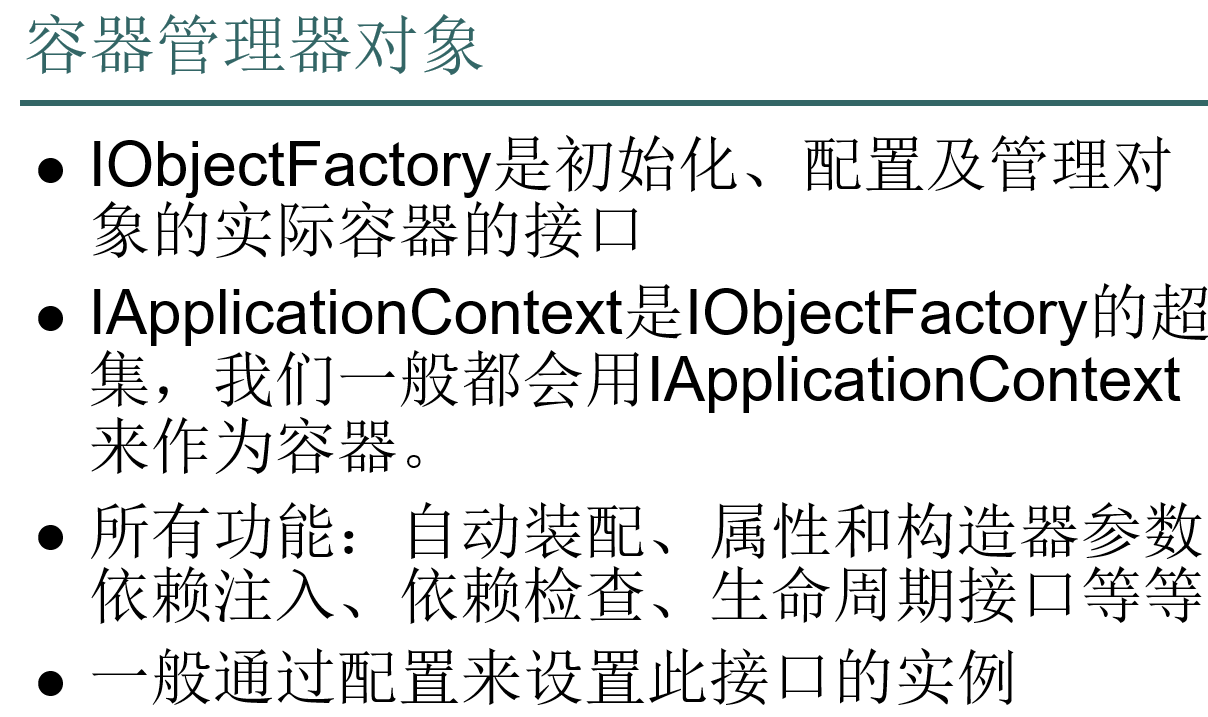 容器管理器对象
● IObjectFactory是初始化、配置及管理对
象的实际容器的接口
● IApplicationContext是IObjectFactory的超
集，我们一般都会用IApplicationContext
来作为容器。
● 所有功能：自动装配、属性和构造器参数
依赖注入、依赖检查、生命周期接口等等
● 一般通过配置来设置此接口的实例